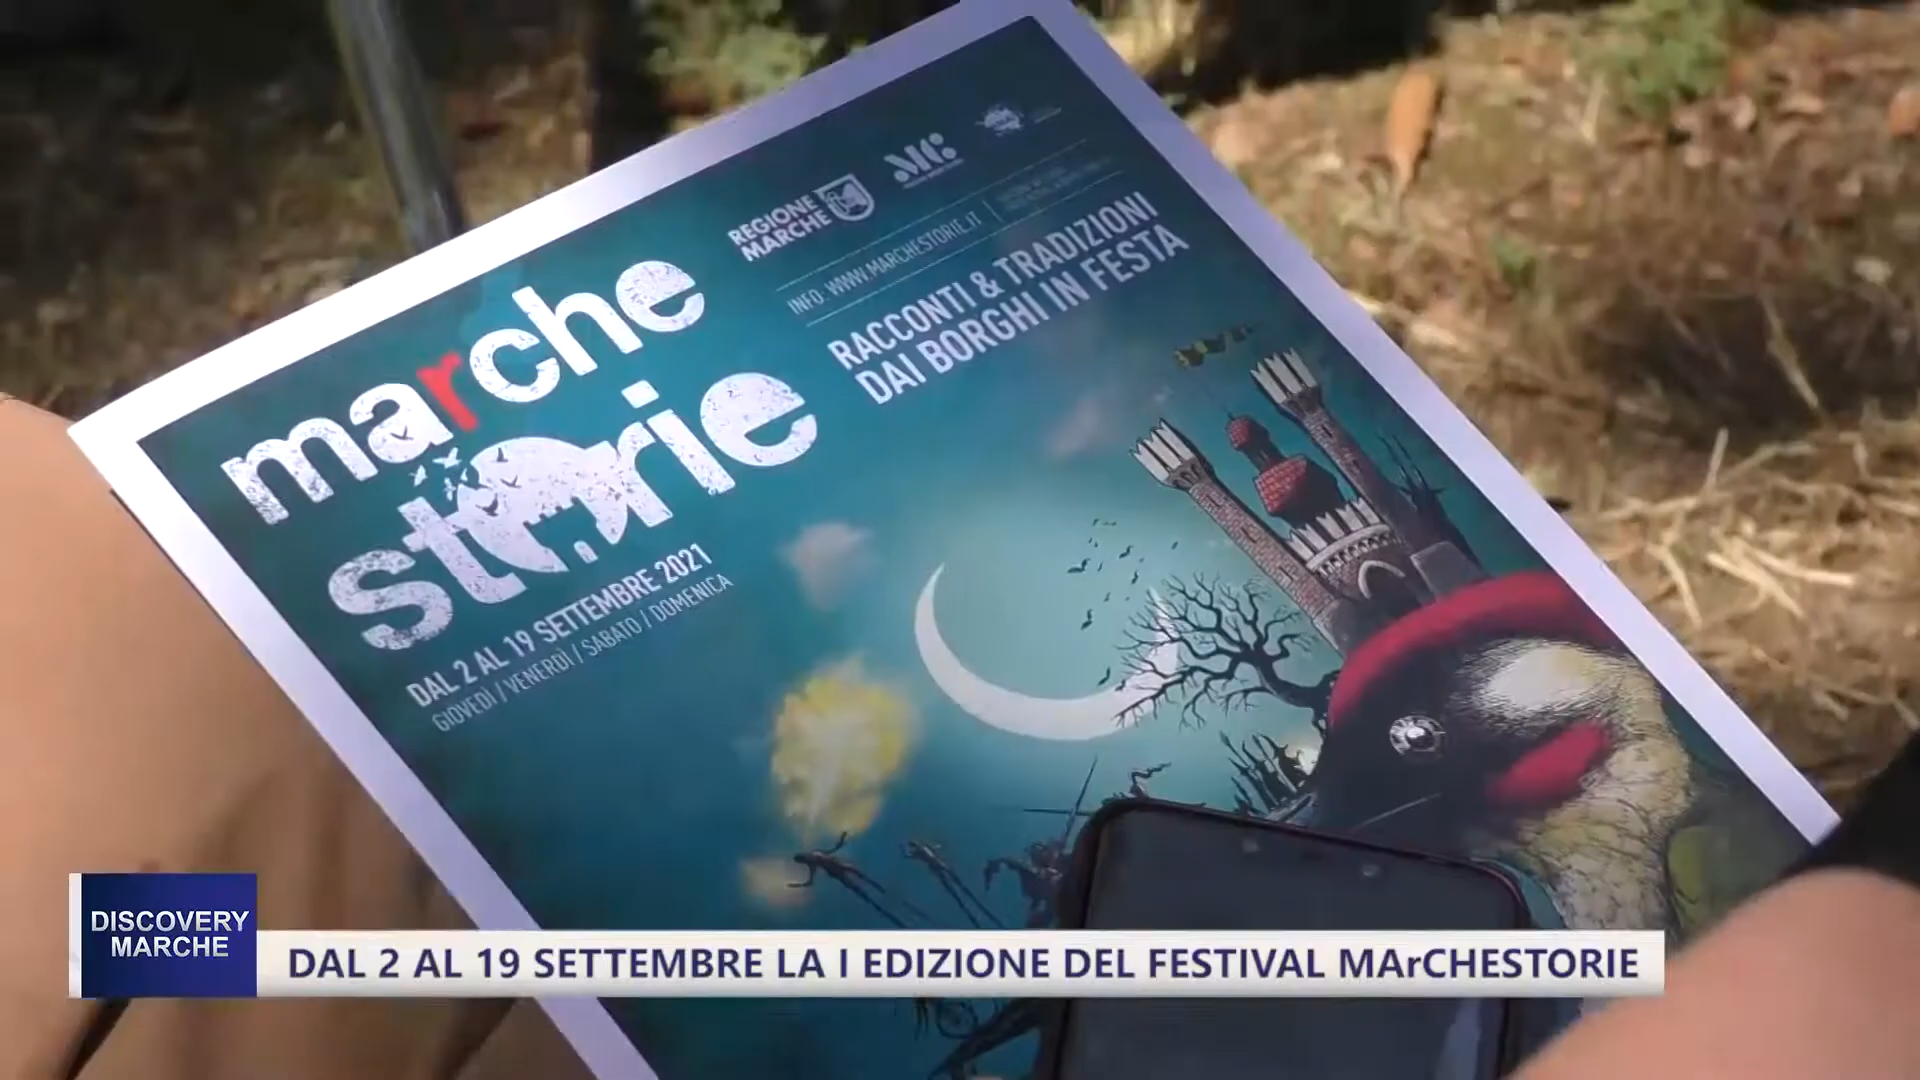 REGIONE
MARCHE
MC
INFO: WWW.MARCHESTORIE.IT
RACCONTI & TRADIZIONI
DAI BORGHI IN FESTA
marche
storie
DAL 2 AL 19 SETTEMBRE 2021
GIOVEDÌ / VENERDÌ / SABATO / DOMENICA
DISCOVERY
MARCHE
DAL 2 AL 19 SETTEMBRE LA I EDIZIONE DEL FESTIVAL MArCHESTORIE